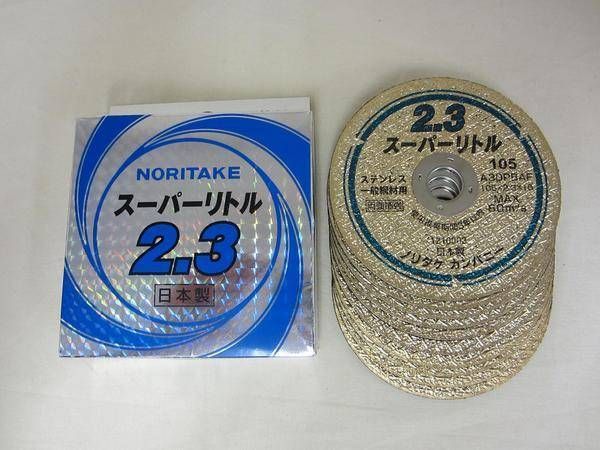 NORITAKE
スーパーリトル
2.3
日本製
2.3
スーパーリトル
105
ステンレス
一般鋼材用
A30PBAF
MAX
1210002
日本製
ノリタケ カンパニー